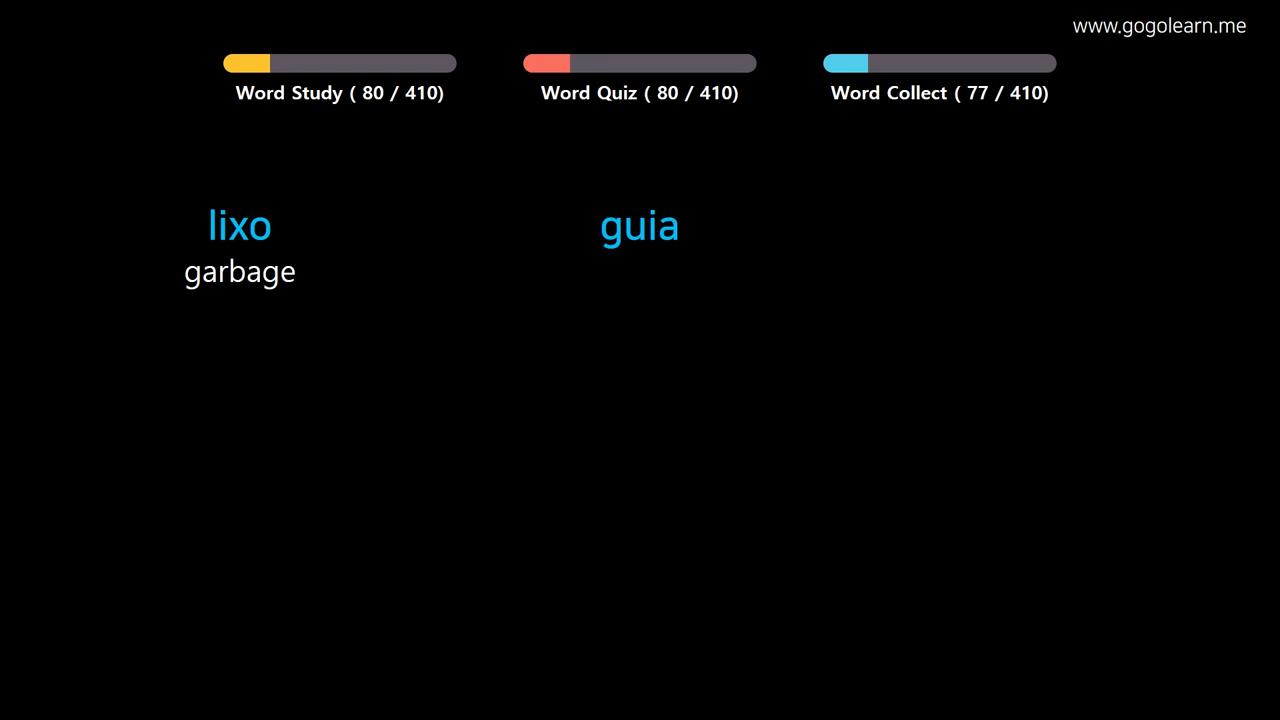 www.gogolearn.me
Word Study ( 80 / 410)
Word Quiz ( 80 / 410)
Word Collect ( 77 / 410)
lixo
garbage
guia